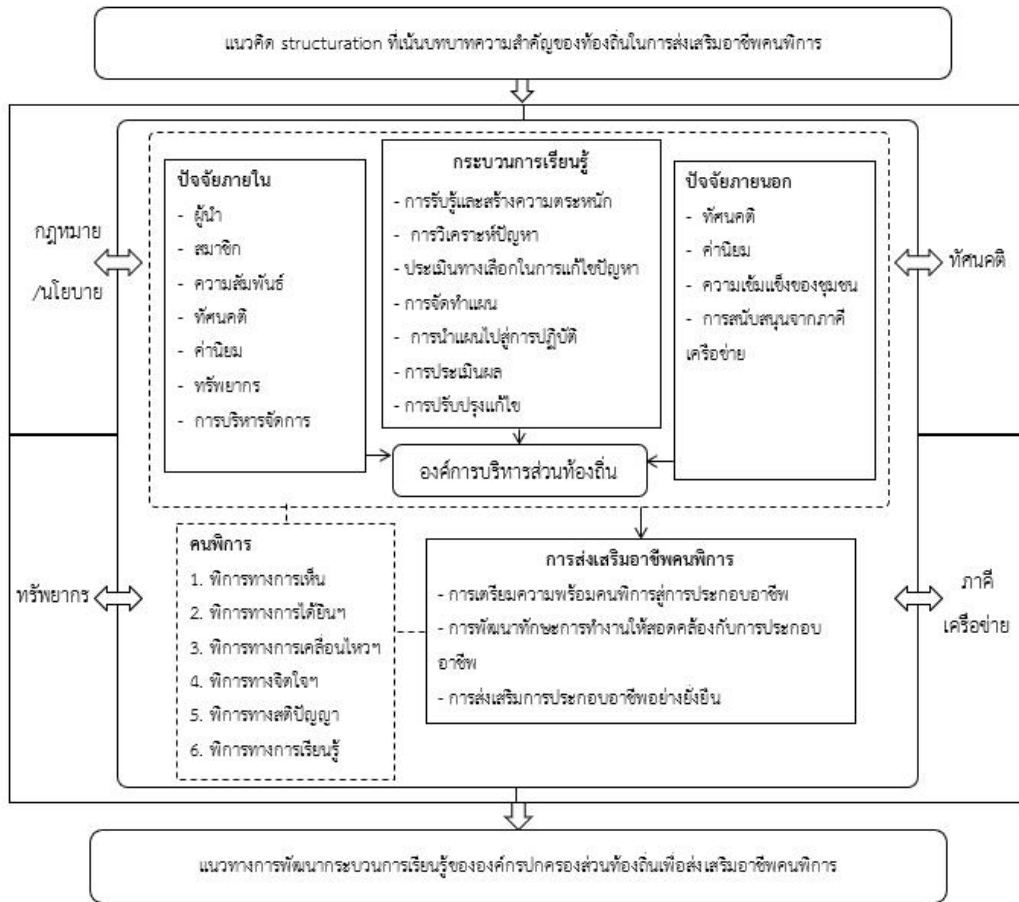 แนวคิด structuration ที่เน้นบทบาทความสำคัญของท้องถิ่นในการส่งเสริมอาชีพคนพิการ
กฎหมาย
/นโยบาย
ปัจจัยภายใน
- ผู้นำ
- สมาชิก
- ความสัมพันธ์
- ทัศนคติ
- ค่านิยม
- ทรัพยากร
- การบริหารจัดการ
กระบวนการเรียนรู้
- การรับรู้และสร้างความตระหนัก
- การวิเคราะห์ปัญหา
- ประเมินทางเลือกในการแก้ไขปัญหา
- การจัดทำแผน
- การนำแผนไปสู่การปฏิบัติ
- การประเมินผล
- การปรับปรุงแก้ไข
ปัจจัยภายนอก
- ทัศนคติ
- ค่านิยม
- ความเข้มแข็งของชุมชน
- การสนับสนุนจากภาคี
เครือข่าย
ทัศนคติ
องค์การบริหารส่วนท้องถิ่น
ทรัพยากร
คนพิการ
1. พิการทางการเห็น
2. พิการทางการได้ยินฯ
3. พิการทางการเคลื่อนไหวฯ
4. พิการทางจิตใจฯ
5. พิการทางสติปัญญา
6. พิการทางการเรียนรู้
การส่งเสริมอาชีพคนพิการ
- การเตรียมความพร้อมคนพิการสู่การประกอบอาชีพ
- การพัฒนาทักษะการทำงานให้สอดคล้องกับการประกอบ
อาชีพ
- การส่งเสริมการประกอบอาชีพอย่างยั่งยืน
ภาคี
เครือข่าย
แนวทางการพัฒนากระบวนการเรียนรู้ขององค์กรปกครองส่วนท้องถิ่นเพื่อส่งเสริมอาชีพคนพิการ